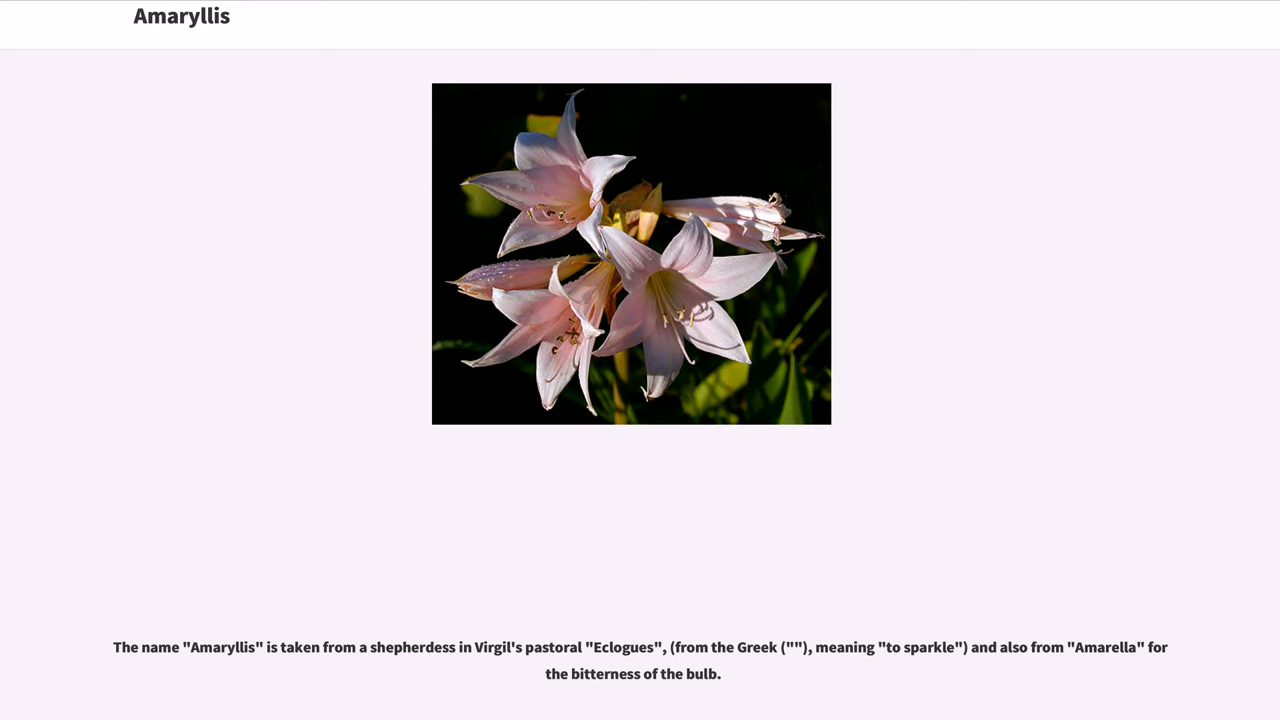 Amaryllis
The name "Amaryllis" is taken from a shepherdess in Virgil's pastoral "Eclogues", (from the Greek (""), meaning "to sparkle") and also from "Amarella" for
the bitterness of the bulb.